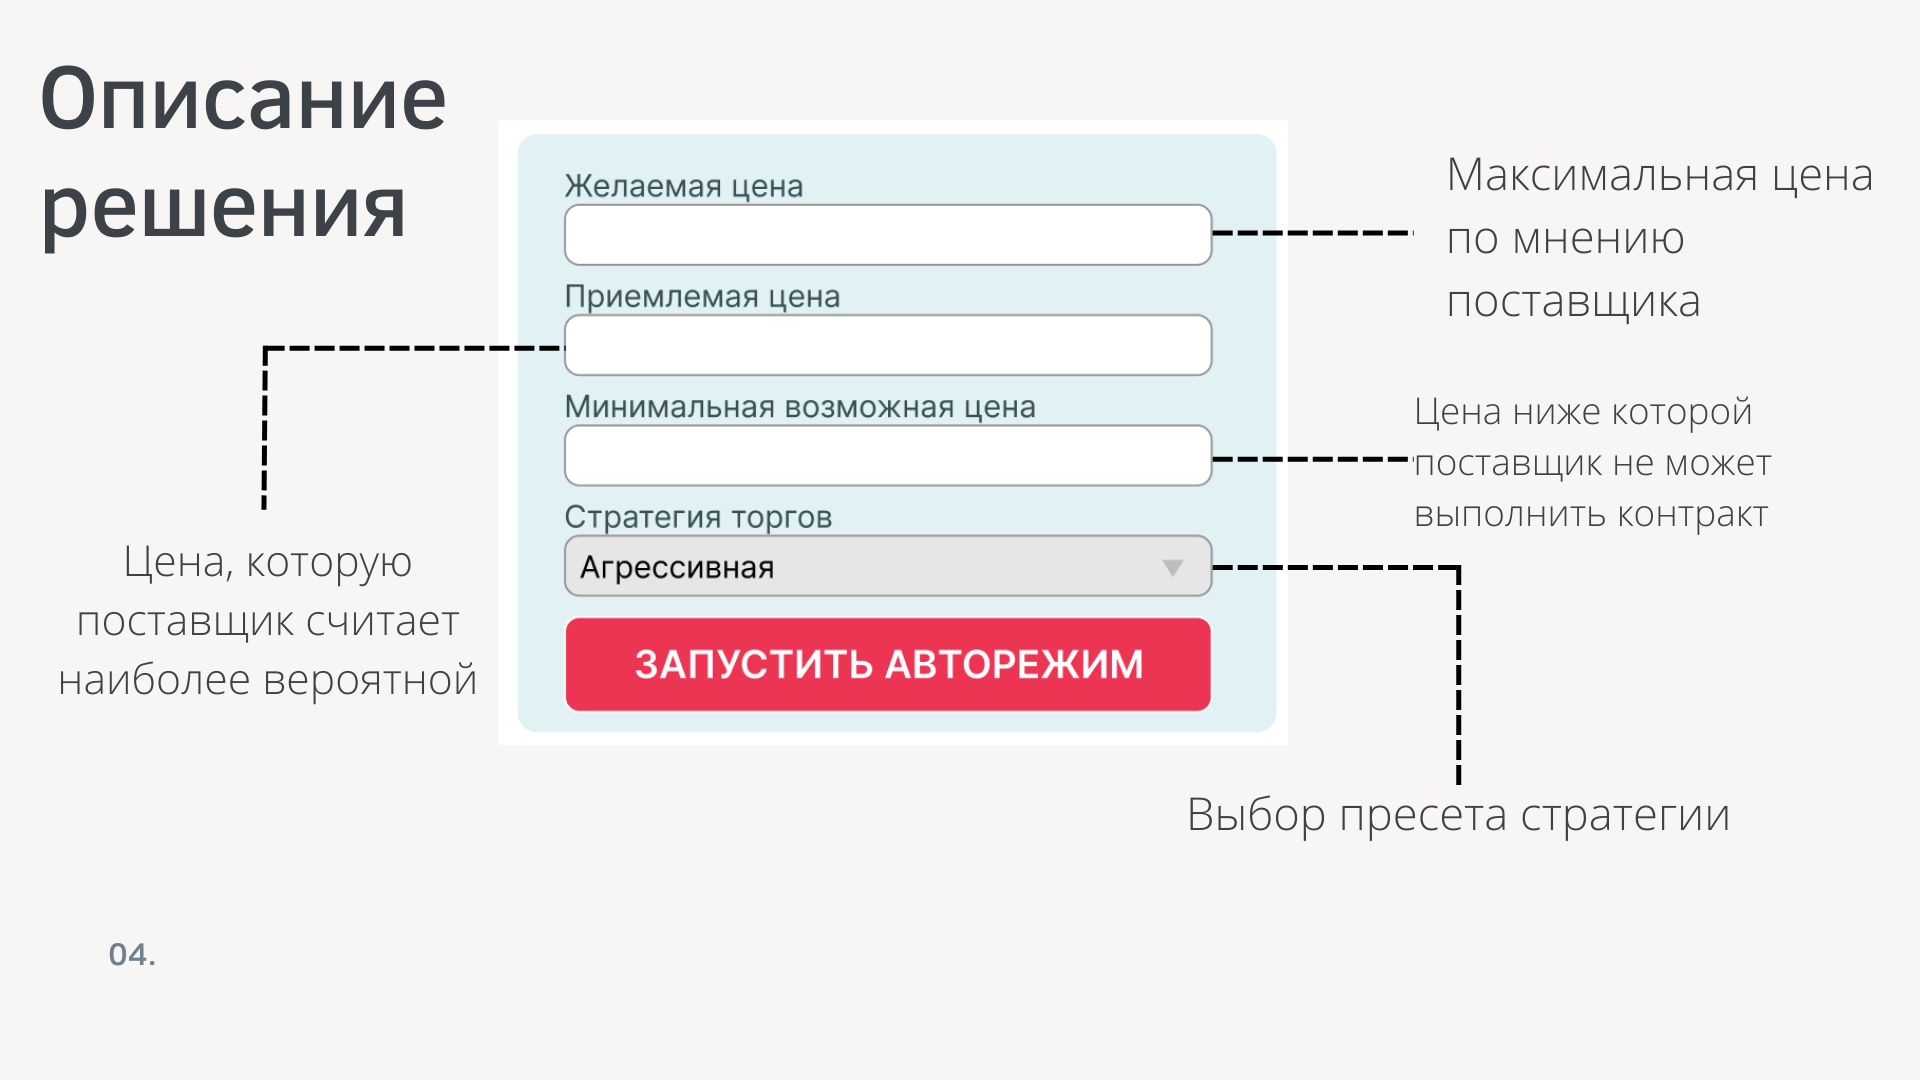 Описание
решения
Желаемая цена
Приемлемая цена
Минимальная возможная цена
Стратегия торгов
Агрессивная
ЗАПУСТИТЬ АВТОРЕЖИМ
Максимальная цена
по мнению
поставщика
Цена ниже которой
поставщик не может
выполнить контракт
Цена, которую
поставщик считает
наиболее вероятной
Выбор пресета стратегии
04.